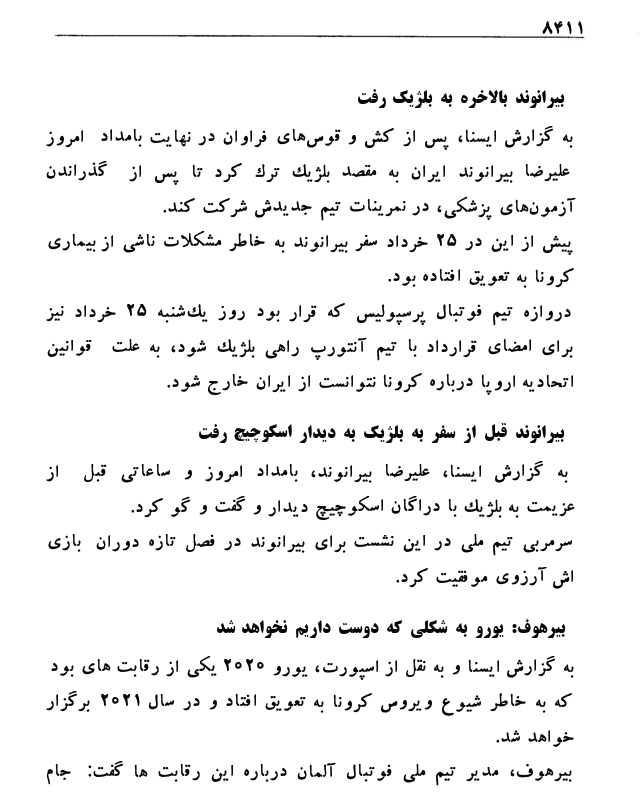 ۸۴۱۱
بیرانوند بالاخره به بلژیک رفت
به گزارش ایسنا، پس از کش و قوس‌های فراوان در نهایت بامداد امروز
علیرضا بیرانوند ایران به مقصد بلژیك ترك کرد تا پس از گذراندن
آزمون‌های پزشکی، در نمرینات تیم جدیدش شرکت کند.
پیش از این در ۲۵ خرداد سفر بیرانوند به خاطر مشکلات ناشی از بیماری
کرونا به تعویق افتاده بود.
دروازه تیم فوتبال پرسپولیس که قرار بود روز یك‌شنبه ۲۵ خرداد نیز
برای امضای قرارداد با تیم آنتورپ راهی بلژیك شود، به علت قوانین
اتحادیه اروپا درباره کرونا نتوانست از ایران خارج شود.
بیرانوند قبل از سفر به بلژیک به دیدار اسکوچیچ رفت
به گزارش ایسنا، علیرضا بیرانوند، بامداد امروز و ساعاتی قبل از
عزیمت به بلژیك با دراگان اسکوچیچ دیدار و گفت و گو کرد.
سرمربی تیم ملی در این نشست برای بیرانوند در فصل تازه دوران بازی
اش آرزوی موفقیت کرد.
بیرهوف: یورو به شکلی که دوست داریم نخواهد شد
به گزارش ایسنا و به نقل از اسپورت، یورو ۲۰۲۰ یکی از رقابت های بود
که به خاطر شیوع ویروس کرونا به تعویق افتاد و در سال ۲۰۲۱ برگزار
خواهد شد.
بیرهوف، مدیر تیم ملی فوتبال آلمان درباره این رقابت ها گفت: جام